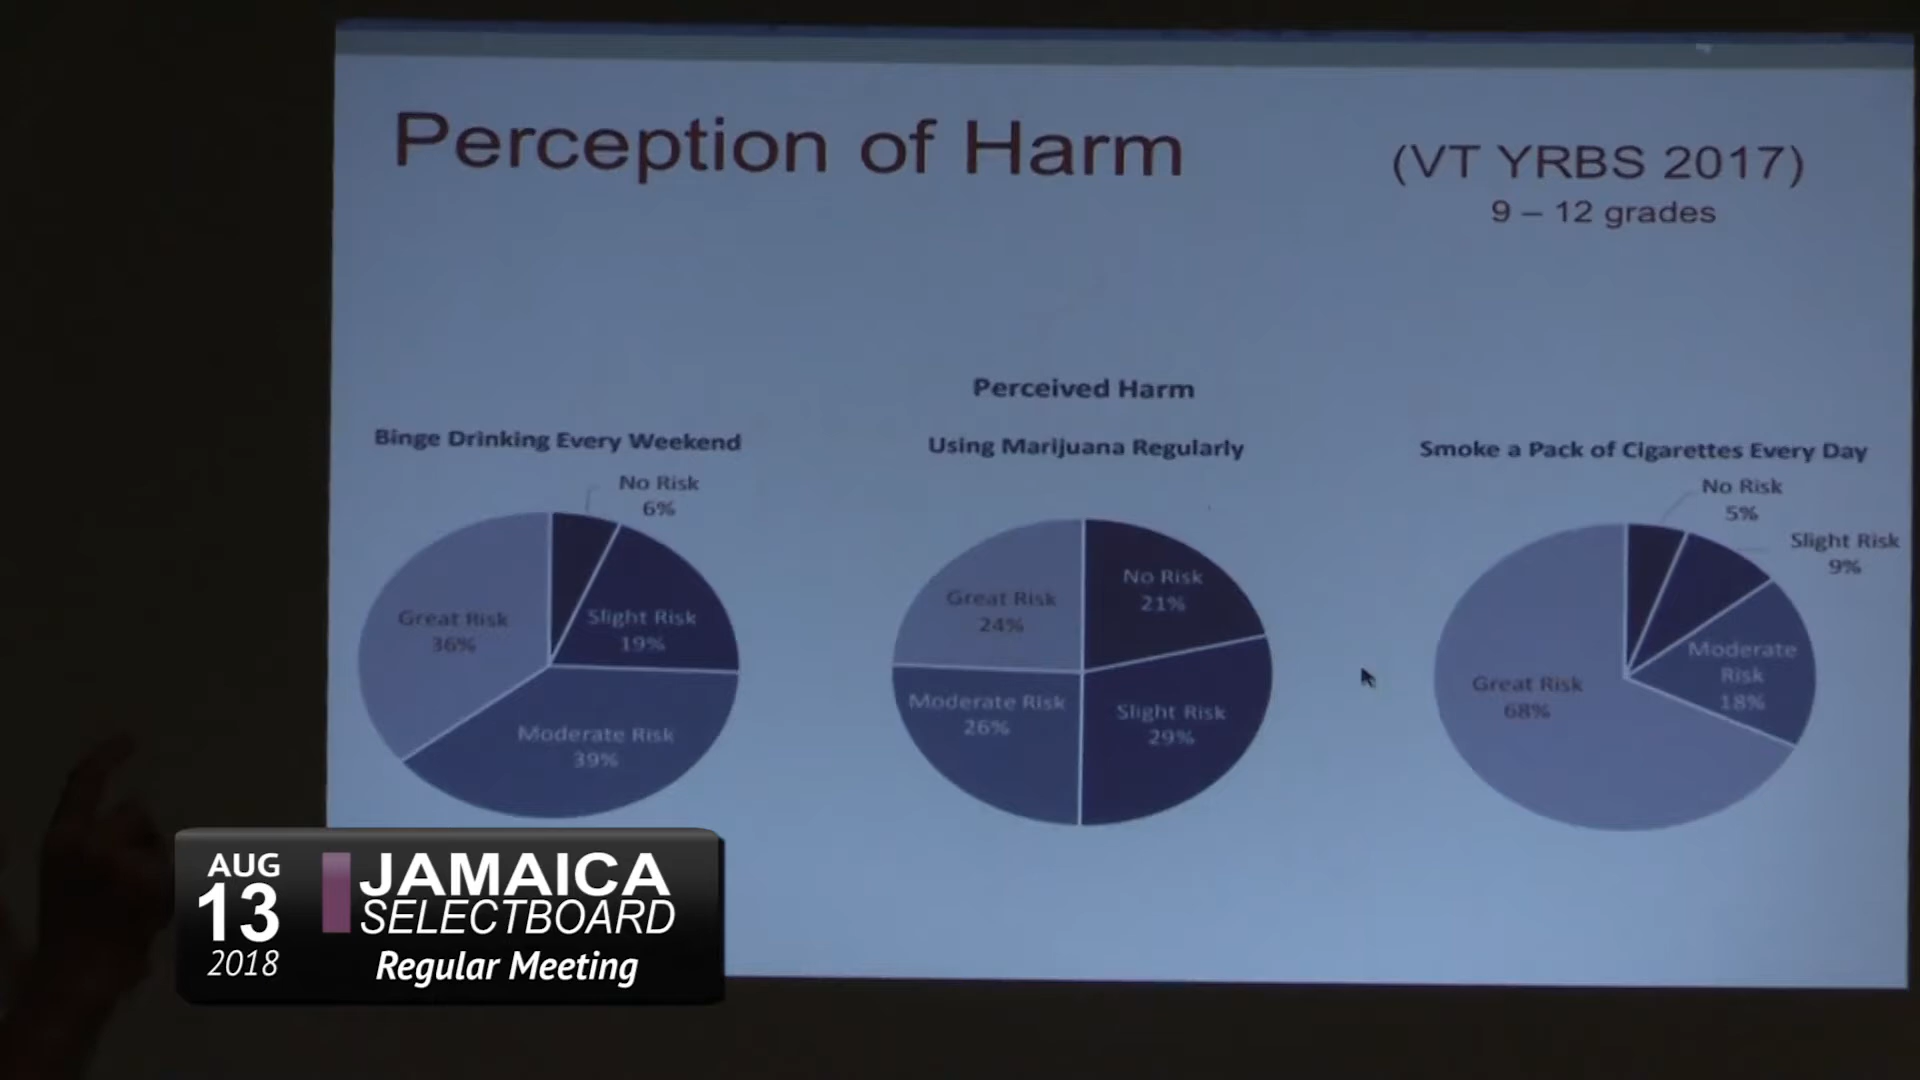 Perception of Harm
(VT YRBS 2017)
9 – 12 grades
Perceived Harm
Binge Drinking Every Weekend
No Risk
6%
Slight Risk
19%
Moderate Risk
39%
Great Risk
36%
Using Marijuana Regularly
No Risk
21%
Slight Risk
29%
Moderate Risk
26%
Great Risk
24%
Smoke a Pack of Cigarettes Every Day
No Risk
5%
Slight Risk
9%
Moderate
Risk
18%
Great Risk
68%
AUG
13
2018
JAMAICA
SELECTBOARD
Regular Meeting